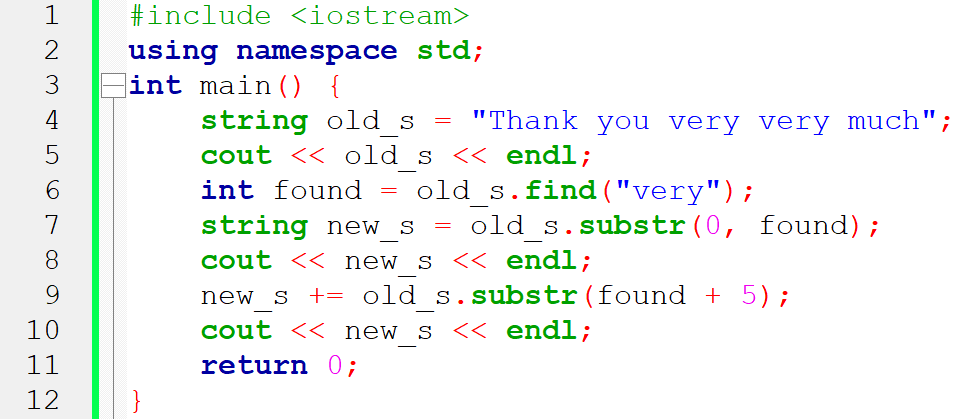 1 #include <iostream>
2 using namespace std;
3 int main() {
4 string old_s = "Thank you very very much";
5 cout << old_s << endl;
6 int found = old_s.find("very");
7 string new_s = old_s.substr(0, found);
8 cout << new_s << endl;
9 new_s += old_s.substr(found + 5);
10 cout << new_s << endl;
11 return 0;
12 }